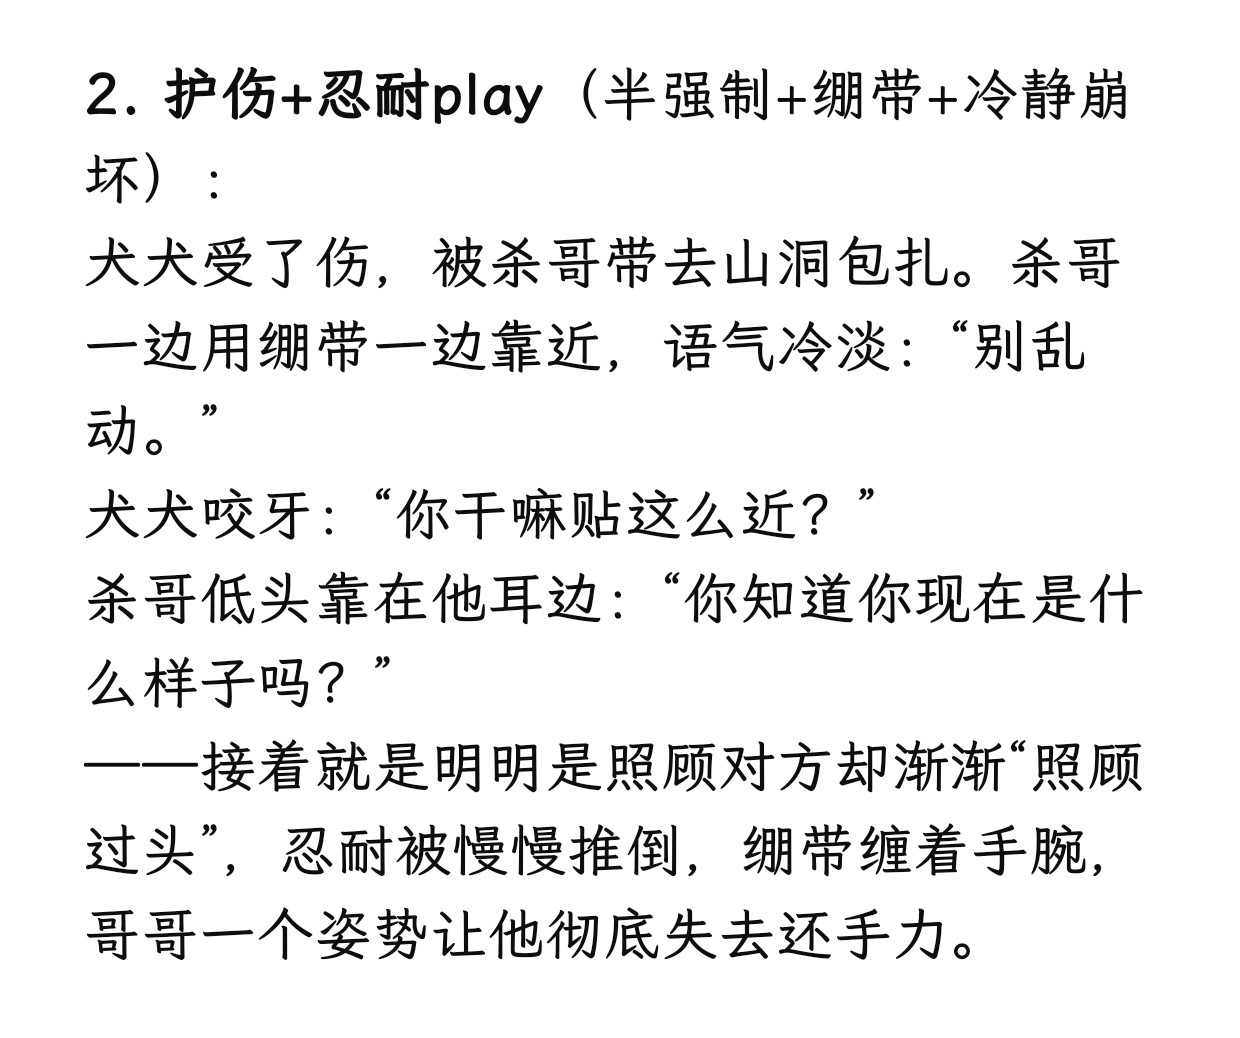 2. 护伤+忍耐play（半强制+绷带+冷静崩
坏）：
犬犬受了伤，被杀哥带去山洞包扎。杀哥
一边用绷带一边靠近，语气冷淡：“别乱
动。”
犬犬咬牙：“你干嘛贴这么近？”
杀哥低头靠在他耳边：“你知道你现在是什
么样子吗？”
——接着就是明明是照顾对方却渐渐“照顾
过头”，忍耐被慢慢推倒，绷带缠着手腕，
哥哥一个姿势让他彻底失去还手力。